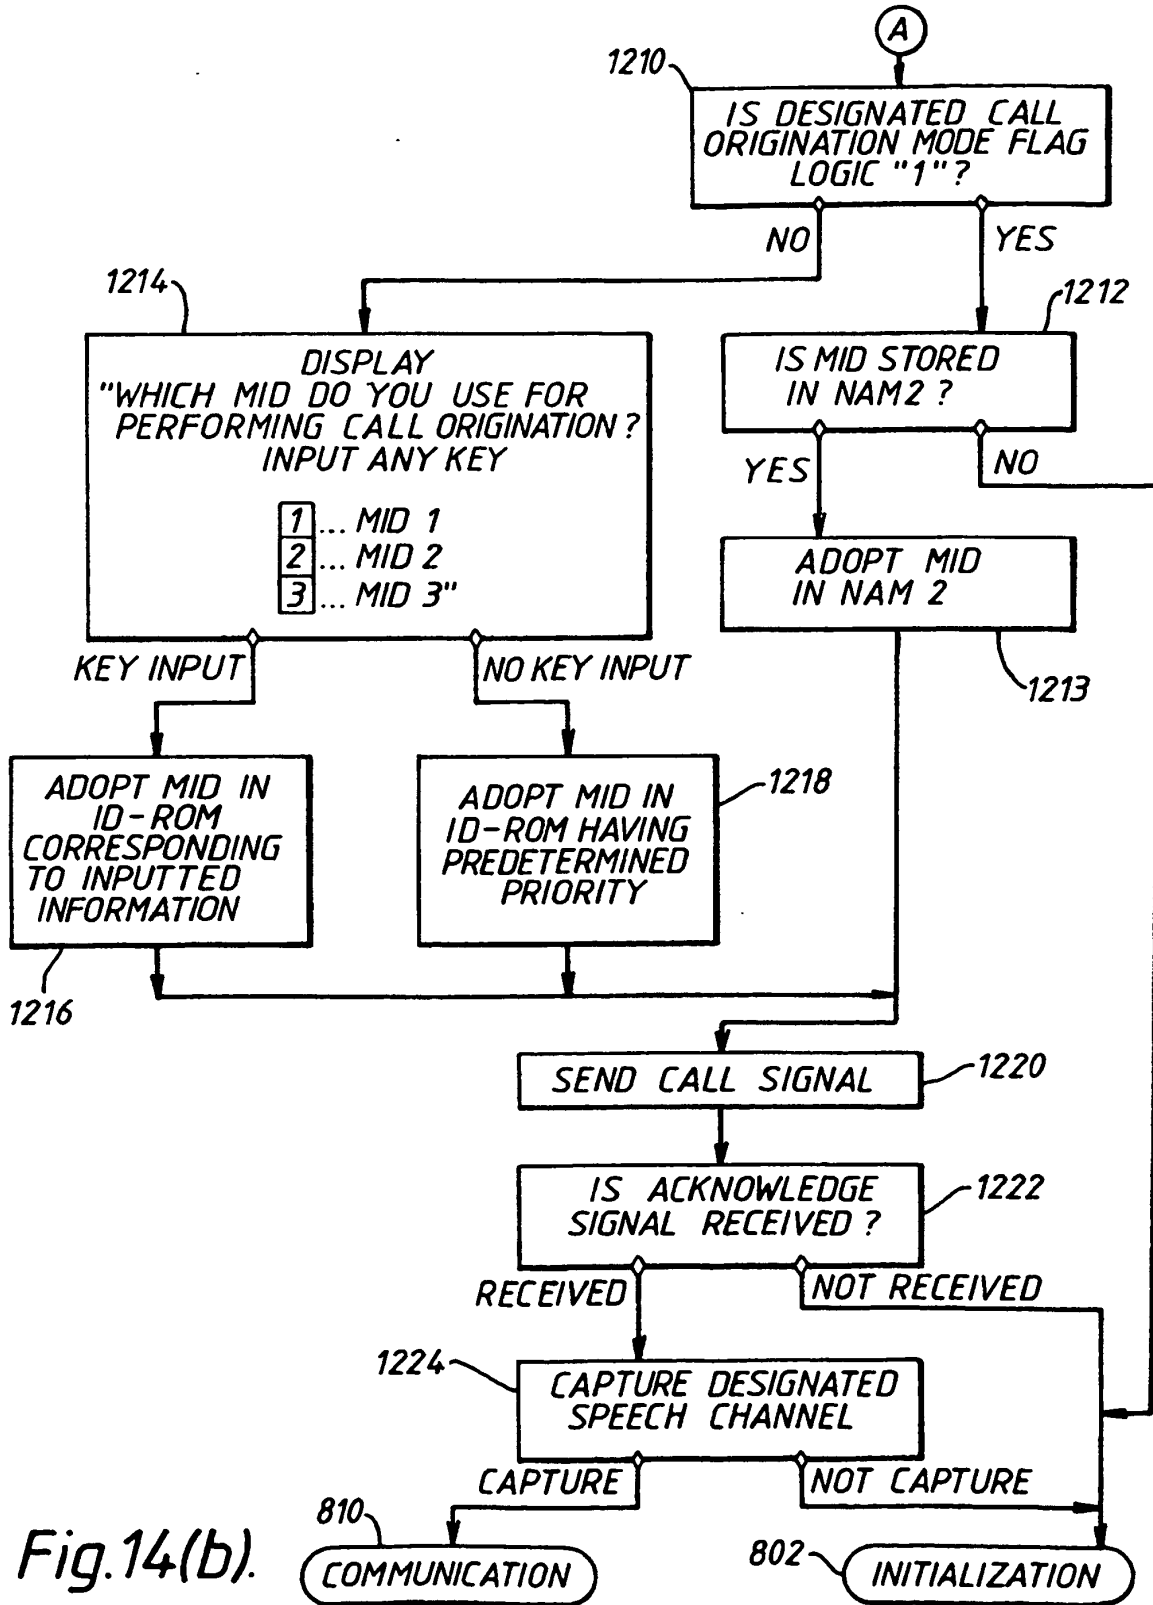 A
1210
IS DESIGNATED CALL
ORIGINATION MODE FLAG
LOGIC "1"?
NO
YES
1214
DISPLAY
"WHICH MID DO YOU USE FOR
PERFORMING CALL ORIGINATION?
INPUT ANY KEY
1 ... MID 1
2 ... MID 2
3 ... MID 3"
1212
IS MID STORED
IN NAM2 ?
YES
NO
ADOPT MID
IN NAM 2
1213
KEY INPUT
NO KEY INPUT
ADOPT MID IN
ID-ROM
CORRESPONDING
TO INPUTTED
INFORMATION
1216
ADOPT MID IN
ID-ROM HAVING
PREDETERMINED
PRIORITY
1218
SEND CALL SIGNAL
1220
IS ACKNOWLEDGE
SIGNAL RECEIVED ?
1222
RECEIVED
NOT RECEIVED
1224
CAPTURE DESIGNATED
SPEECH CHANNEL
CAPTURE
NOT CAPTURE
810
COMMUNICATION
802
INITIALIZATION
Fig.14(b).